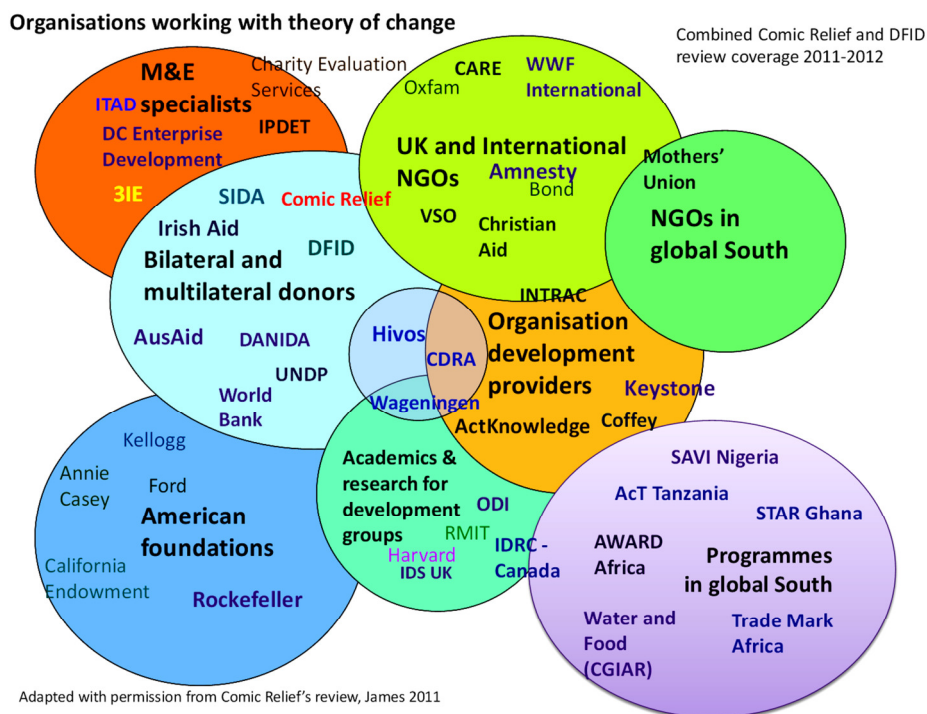 Organisations working with theory of change
Combined Comic Relief and DFID
review coverage 2011-2012
M&E
specialists
Charity Evaluation
Services
ITAD
IPDET
DC Enterprise
Development
3IE
CARE
WWF
International
Oxfam
UK and International
NGOs
Amnesty
Bond
VSO
Christian
Aid
Mothers'
Union
NGOs in
global South
SIDA
Comic Relief
Irish Aid
DFID
Bilateral and
multilateral donors
AusAid
DANIDA
UNDP
World
Bank
Hivos
CDRA
Wageningen
INTRAC
Organisation
development
providers
Keystone
ActKnowledge
Coffey
Kellogg
Annie
Casey
Ford
American
foundations
California
Endowment
Rockefeller
Academics &
research for
development
groups
ODI
RMIT
Harvard
IDS UK
IDRC -
Canada
SAVI Nigeria
AcT Tanzania
STAR Ghana
AWARD
Africa
Programmes
in global South
Water and
Food
(CGIAR)
Trade Mark
Africa
Adapted with permission from Comic Relief's review, James 2011